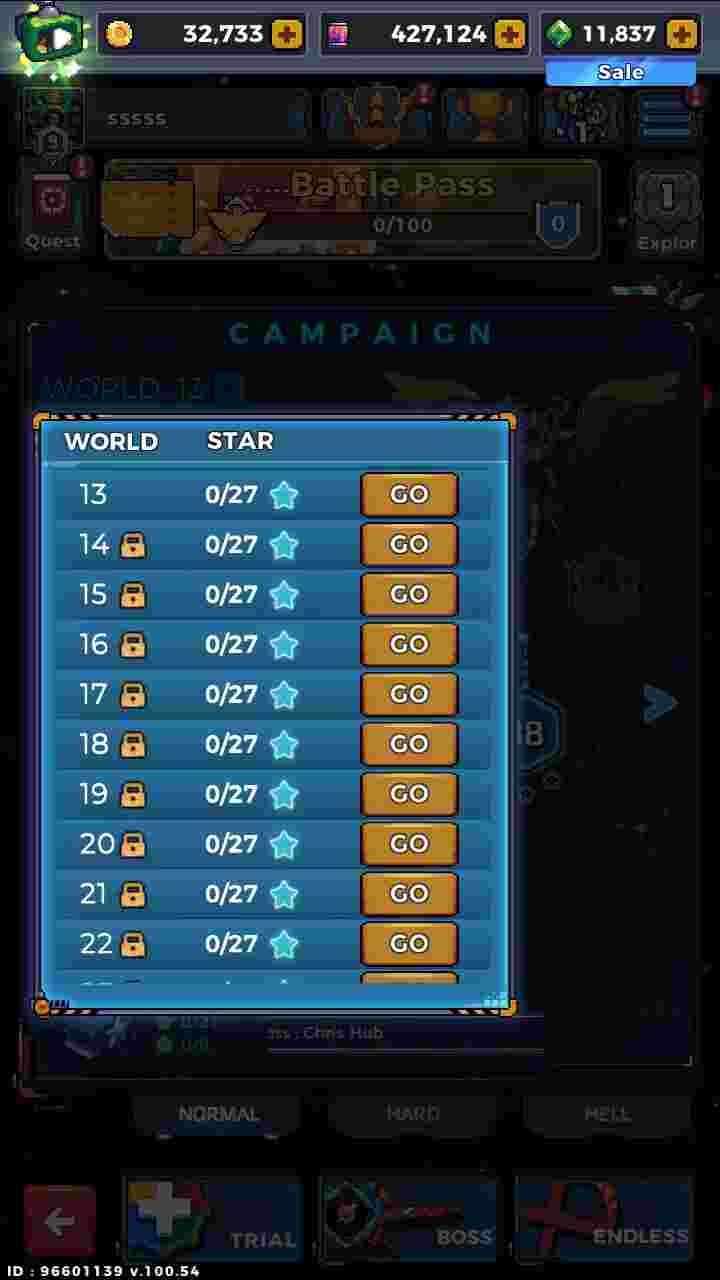 32,733
427,124
11,837
Sale
19
sssss
1
Battle Pass
0/100
0
Quest
1
Explor
CAMPAIGN
WORLD 13
WORLD STAR
13 0/27 GO
14 0/27 GO
15 0/27 GO
16 0/27 GO
17 0/27 GO
18 0/27 GO
19 0/27 GO
20 0/27 GO
21 0/27 GO
22 0/27 GO
: Chris Hub
NORMAL HARD HELL
TRIAL BOSS ENDLESS
ID : 96601139 v.100.54